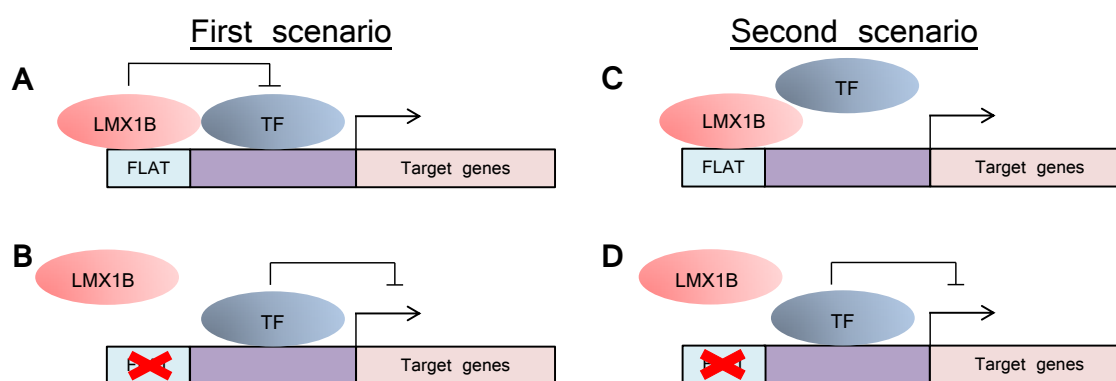 First scenario
Second scenario
A
LMX1B
TF
FLAT
Target genes
C
TF
LMX1B
FLAT
Target genes
B
LMX1B
TF
Target genes
D
LMX1B
TF
Target genes